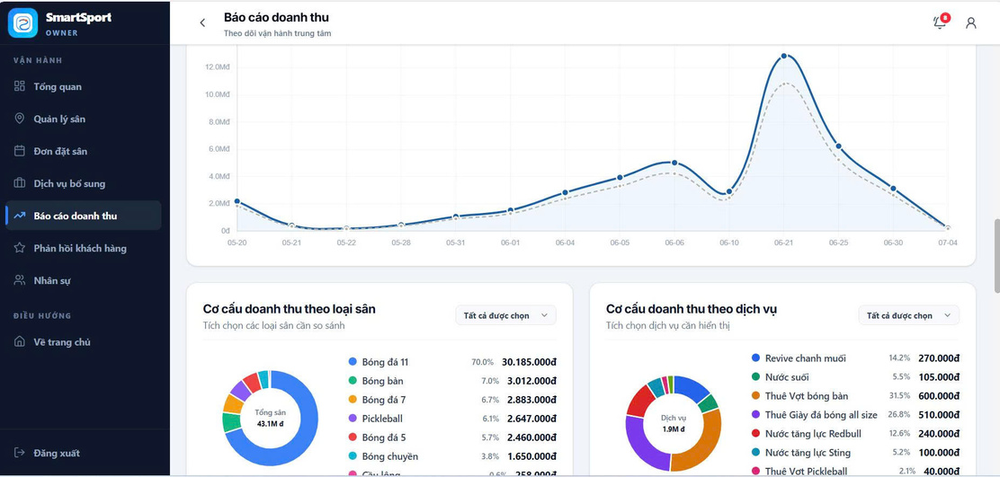 SmartSport
OWNER
VẬN HÀNH
Tổng quan
Quản lý sân
Đơn đặt sân
Dịch vụ bổ sung
Báo cáo doanh thu
Phản hồi khách hàng
Nhân sự
ĐIỀU HƯỚNG
Về trang chủ
Đăng xuất
Báo cáo doanh thu
Theo dõi vận hành trung tâm
8
12.0Mđ
10.0Mđ
8.0Mđ
6.0Mđ
4.0Mđ
2.0Mđ
0đ
05-20 05-21 05-22 05-28 05-31 06-01 06-04 06-05 06-06 06-10 06-21 06-25 06-30 07-04
Cơ cấu doanh thu theo loại sân
Tích chọn các loại sân cần so sánh
Tất cả được chọn
Tổng sân
43.1M đ
Bóng đá 11 70.0% 30.185.000đ
Bóng bàn 7.0% 3.012.000đ
Bóng đá 7 6.7% 2.883.000đ
Pickleball 6.1% 2.647.000đ
Bóng đá 5 5.7% 2.460.000đ
Bóng chuyền 3.8% 1.650.000đ
Cầu lông 0.6% 258.000đ
Cơ cấu doanh thu theo dịch vụ
Tích chọn dịch vụ cần hiển thị
Tất cả được chọn
Dịch vụ
1.9M đ
Revive chanh muối 14.2% 270.000đ
Nước suối 5.5% 105.000đ
Thuê Vợt bóng bàn 31.5% 600.000đ
Thuê Giày đá bóng all size 26.8% 510.000đ
Nước tăng lực Redbull 12.6% 240.000đ
Nước tăng lực Sting 5.2% 100.000đ
Thuê Vợt Pickleball 2.1% 40.000đ